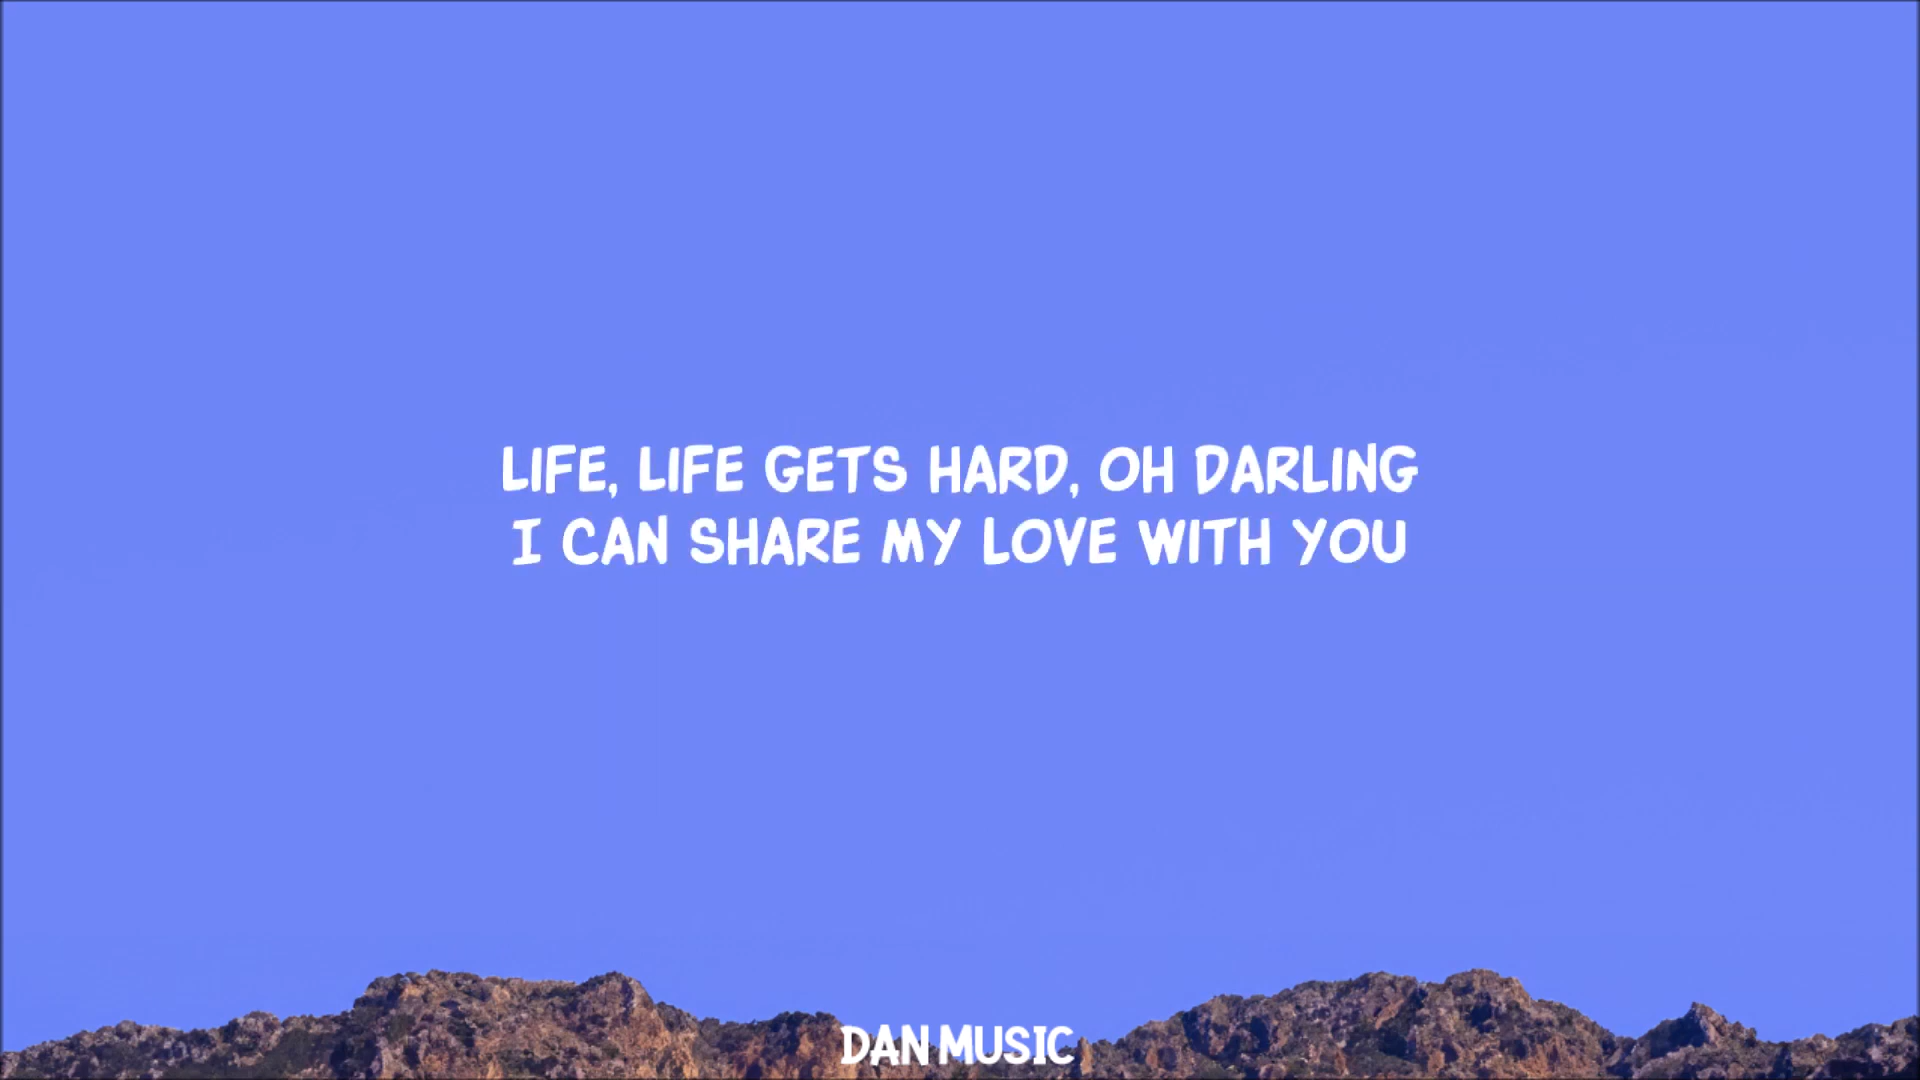 LIFE, LIFE GETS HARD, OH DARLING
I CAN SHARE MY LOVE WITH YOU
DAN MUSIC